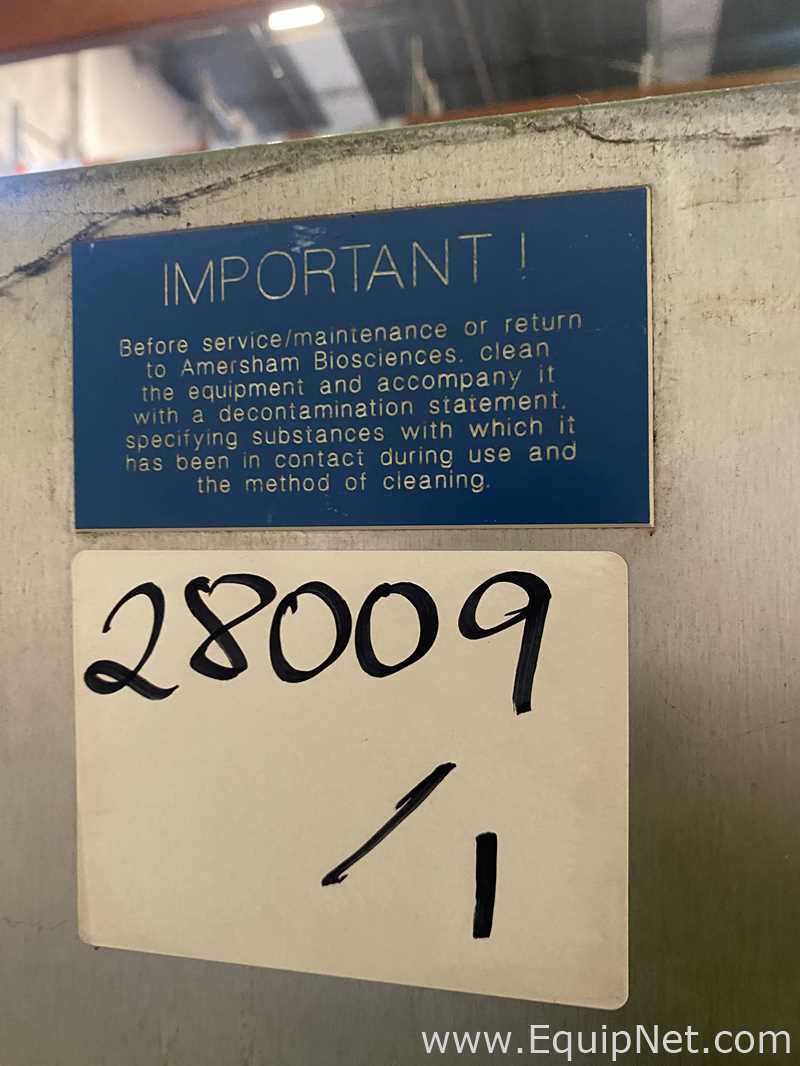 IMPORTANT !
Before service/maintenance or return
to Amersham Biosciences. clean
the equipment and accompany it
with a decontamination statement.
specifying substances with which it
has been in contact during use and
the method of cleaning.
28009
/1
www.EquipNet.com